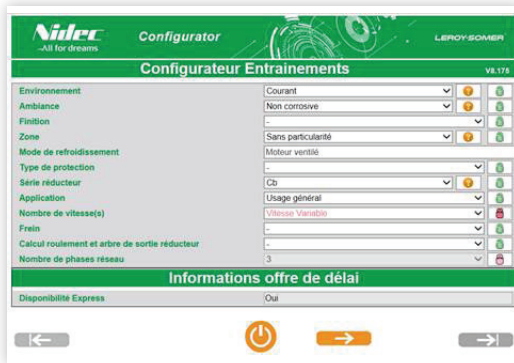 Nidec
-All for dreams
Configurator
LEROY-SOMER
Configurateur Entrainements
V8.175
Environnement Courant
Ambiance Non corrosive
Finition -
Zone Sans particularité
Mode de refroidissement Moteur ventilé
Type de protection -
Série réducteur Cb
Application Usage général
Nombre de vitesse(s) Vitesse Variable
Frein -
Calcul roulement et arbre de sortie réducteur -
Nombre de phases réseau 3
Informations offre de délai
Disponibilité Express Oui